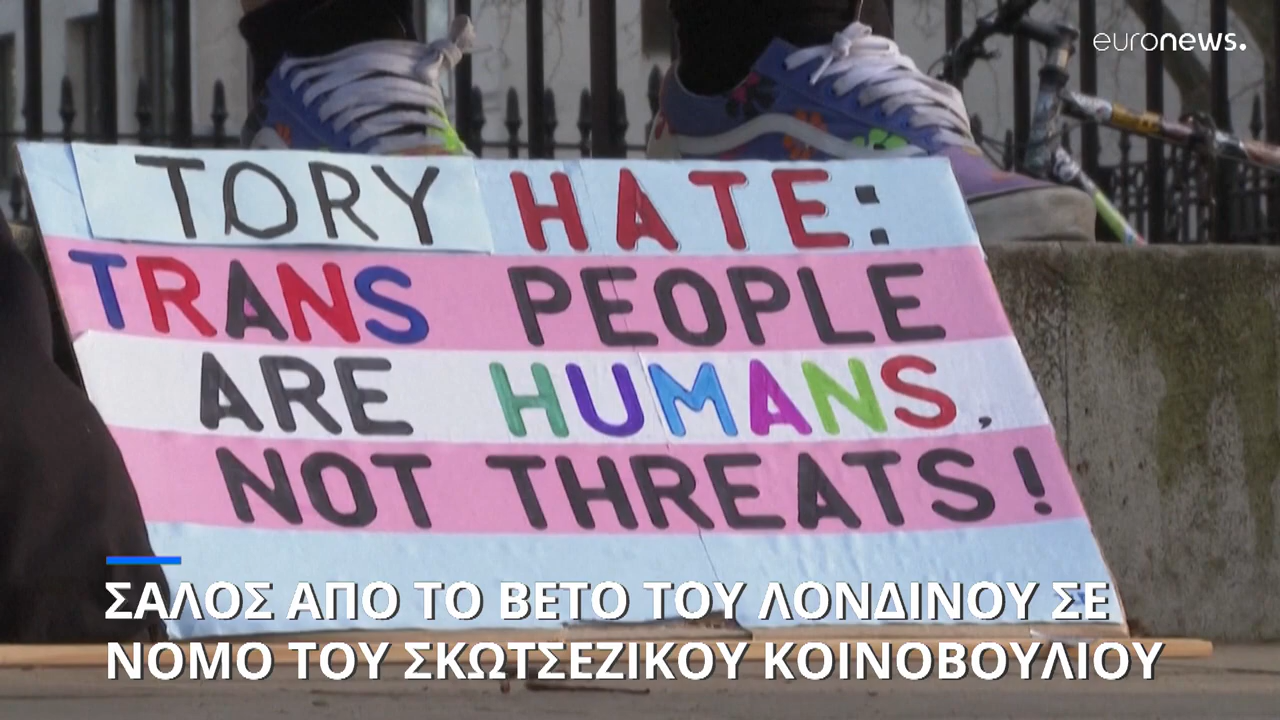 euronews.
TORY HATE:
TRANS PEOPLE
ARE HUMANS,
NOT THREATS!
ΣΑΛΟΣ ΑΠΟ ΤΟ ΒΕΤΟ ΤΟΥ ΛΟΝΔΙΝΟΥ ΣΕ
ΝΟΜΟ ΤΟΥ ΣΚΩΤΣΕΖΙΚΟΥ ΚΟΙΝΟΒΟΥΛΙΟΥ